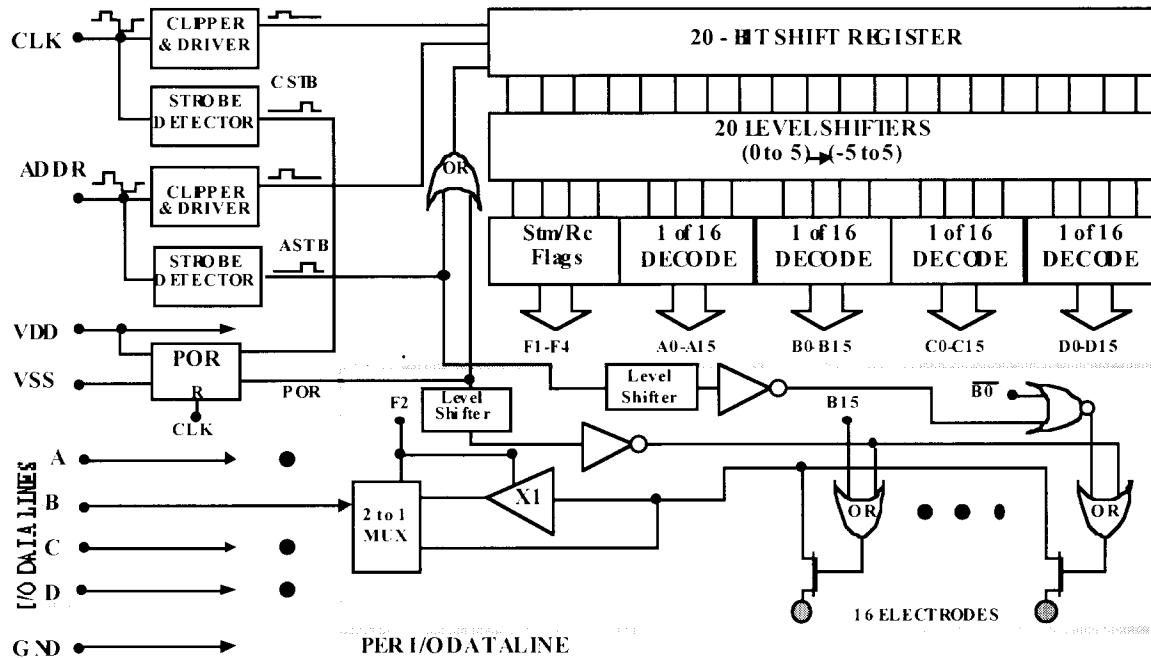 CLK
CLIPPER
& DRIVER
20 - BIT SHIFT REGISTER
CSTB
STROBE
DETECTOR
20 LEVEL SHIFTERS
(0 to 5) → (-5 to 5)
ADDR
CLIPPER
& DRIVER
OR
ASTB
STROBE
DETECTOR
Stm/Rc
Flags
1 of 16
DECODE
1 of 16
DECODE
1 of 16
DECODE
1 of 16
DECODE
F1-F4
A0-A15
B0-B15
C0-C15
D0-D15
VDD
VSS
POR
R
CLK
POR
F2
Level
Shifter
Level
Shifter
B15
B0
I/O DATA LINES
A
B
C
D
GND
2 to 1
MUX
X1
OR
OR
16 ELECTRODES
PER I/O DATA LINE